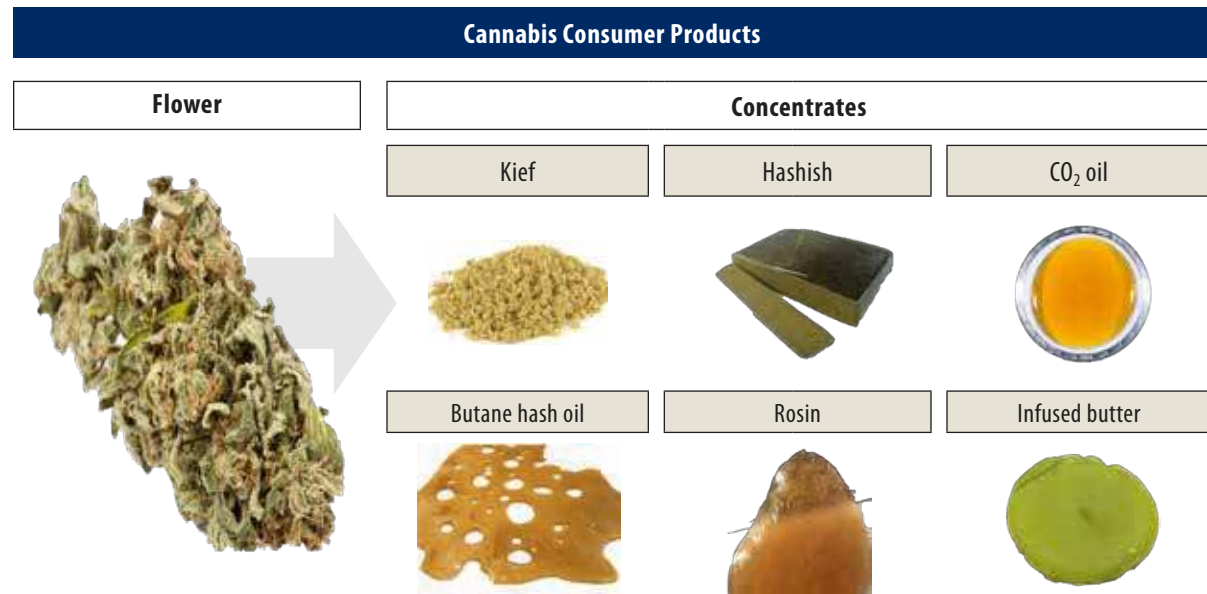 Cannabis Consumer Products
Flower
Concentrates
Kief
Hashish
CO₂ oil
Butane hash oil
Rosin
Infused butter